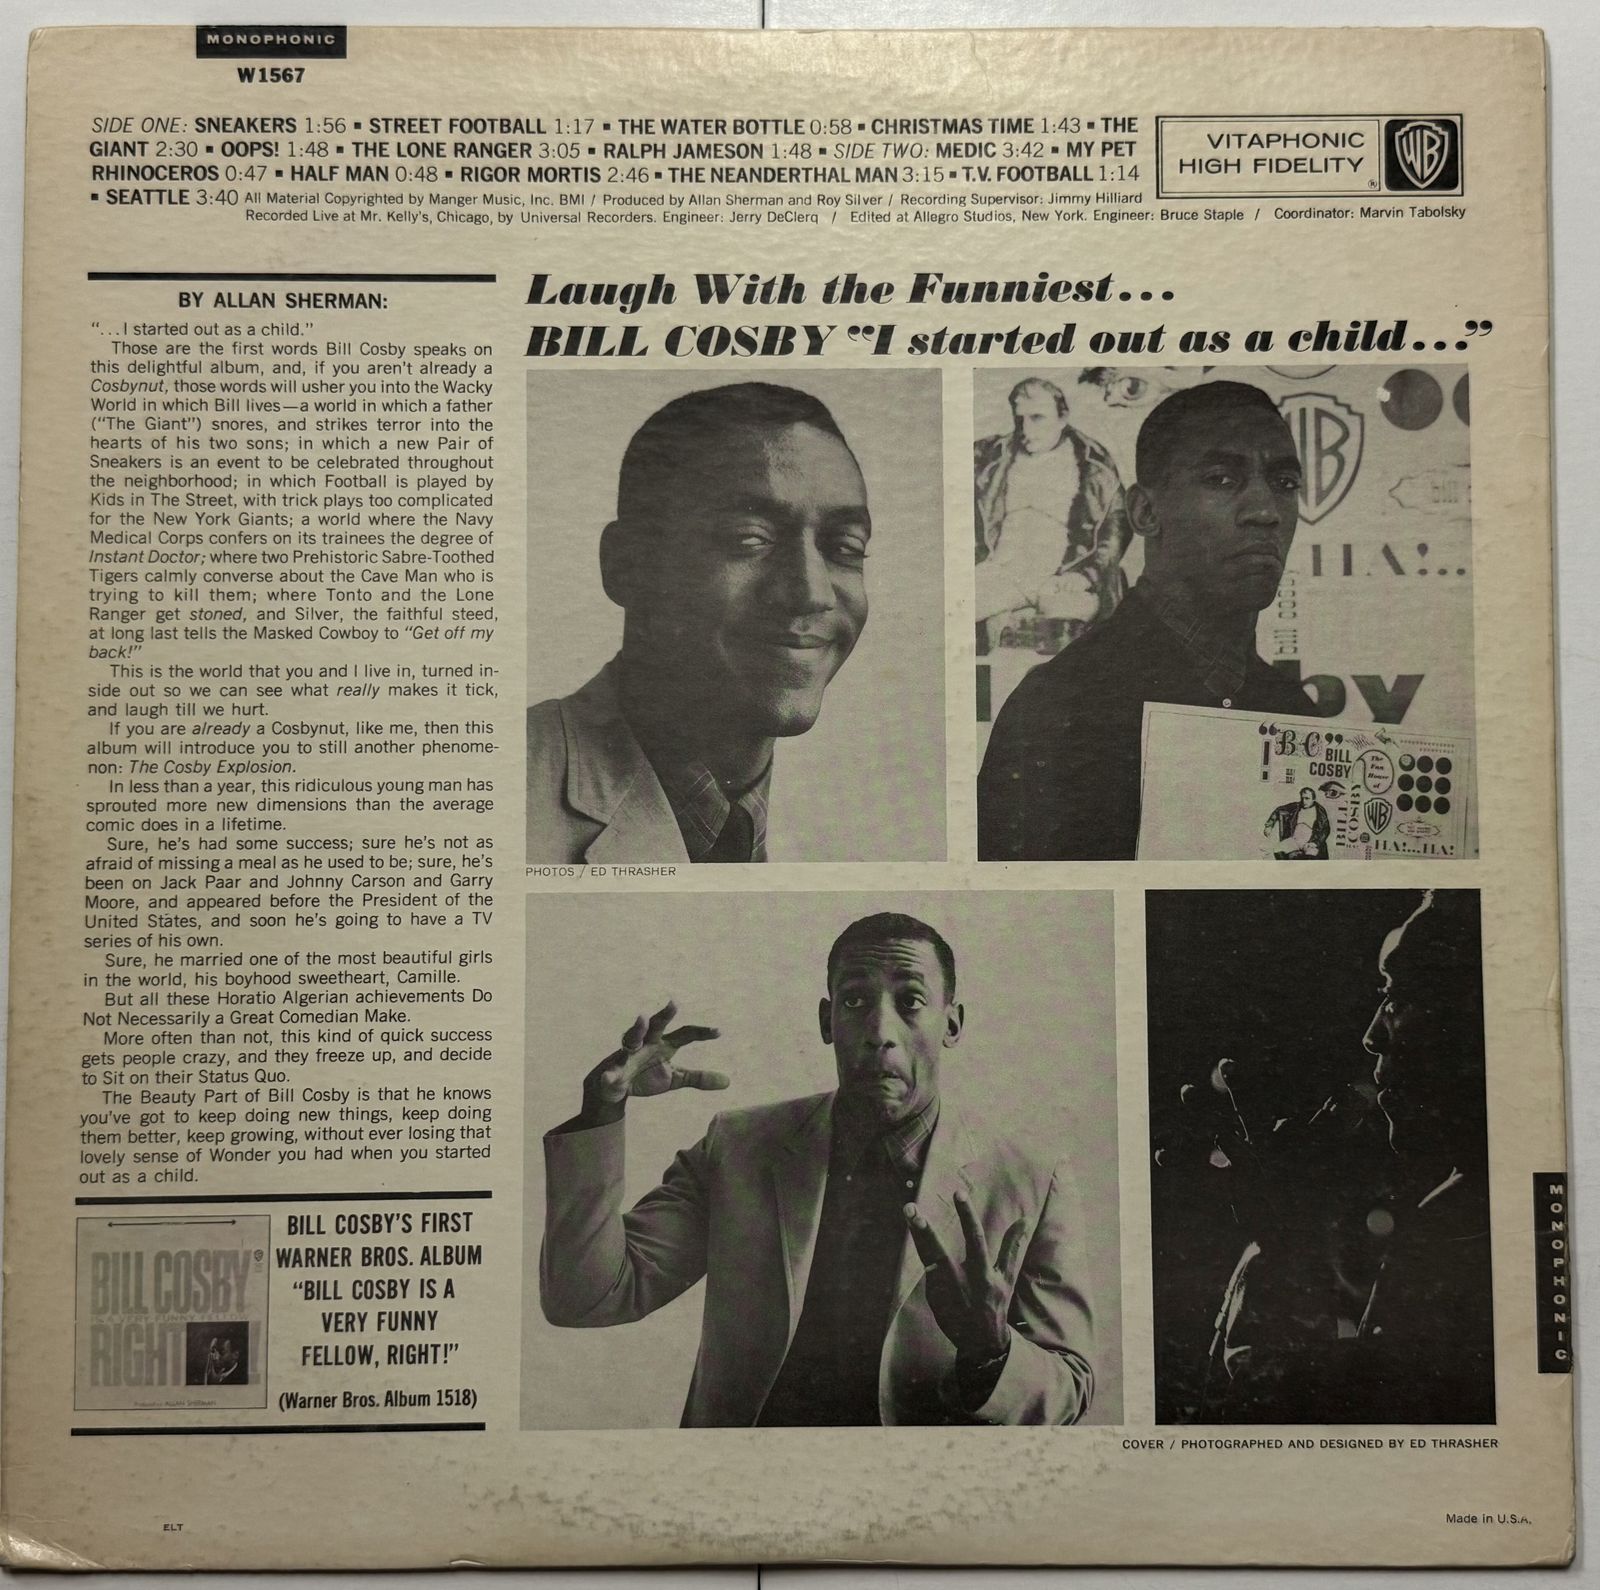 MONOPHONIC
W1567
SIDE ONE: SNEAKERS 1:56 ▪ STREET FOOTBALL 1:17 ▪ THE WATER BOTTLE 0:58 ▪ CHRISTMAS TIME 1:43 ▪ THE
GIANT 2:30 ▪ OOPS! 1:48 ▪ THE LONE RANGER 3:05 ▪ RALPH JAMESON 1:48 ▪ SIDE TWO: MEDIC 3:42 ▪ MY PET
RHINOCEROS 0:47 ▪ HALF MAN 0:48 ▪ RIGOR MORTIS 2:46 ▪ THE NEANDERTHAL MAN 3:15 ▪ T.V. FOOTBALL 1:14
▪ SEATTLE 3:40 All Material Copyrighted by Manger Music, Inc. BMI / Produced by Allan Sherman and Roy Silver / Recording Supervisor: Jimmy Hilliard
Recorded Live at Mr. Kelly's, Chicago, by Universal Recorders. Engineer: Jerry DeClerq / Edited at Allegro Studios, New York. Engineer: Bruce Staple / Coordinator: Marvin Tabolsky
VITAPHONIC
HIGH FIDELITY ®
WB
BY ALLAN SHERMAN:
"...I started out as a child."
Those are the first words Bill Cosby speaks on
this delightful album, and, if you aren't already a
Cosbynut, those words will usher you into the Wacky
World in which Bill lives—a world in which a father
("The Giant") snores, and strikes terror into the
hearts of his two sons; in which a new Pair of
Sneakers is an event to be celebrated throughout
the neighborhood; in which Football is played by
Kids in The Street, with trick plays too complicated
for the New York Giants; a world where the Navy
Medical Corps confers on its trainees the degree of
Instant Doctor; where two Prehistoric Sabre-Toothed
Tigers calmly converse about the Cave Man who is
trying to kill them; where Tonto and the Lone
Ranger get stoned, and Silver, the faithful steed,
at long last tells the Masked Cowboy to "Get off my
back!"
This is the world that you and I live in, turned in-
side out so we can see what really makes it tick,
and laugh till we hurt.
If you are already a Cosbynut, like me, then this
album will introduce you to still another phenome-
non: The Cosby Explosion.
In less than a year, this ridiculous young man has
sprouted more new dimensions than the average
comic does in a lifetime.
Sure, he's had some success; sure he's not as
afraid of missing a meal as he used to be; sure, he's
been on Jack Paar and Johnny Carson and Garry
Moore, and appeared before the President of the
United States, and soon he's going to have a TV
series of his own.
Sure, he married one of the most beautiful girls
in the world, his boyhood sweetheart, Camille.
But all these Horatio Algerian achievements Do
Not Necessarily a Great Comedian Make.
More often than not, this kind of quick success
gets people crazy, and they freeze up, and decide
to Sit on their Status Quo.
The Beauty Part of Bill Cosby is that he knows
you've got to keep doing new things, keep doing
them better, keep growing, without ever losing that
lovely sense of Wonder you had when you started
out as a child.
BILL COSBY
IS A VERY FUNNY FELLOW
RIGHT!
Produced by ALLAN SHERMAN
BILL COSBY'S FIRST
WARNER BROS. ALBUM
"BILL COSBY IS A
VERY FUNNY
FELLOW, RIGHT!"
(Warner Bros. Album 1518)
Laugh With the Funniest...
BILL COSBY "I started out as a child..."
WB
HA!..
bill cosby
by
"BC"
BILL
COSBY
The
Fun
House
of
BILL
COSBY
WB
HA!...HA!
PHOTOS / ED THRASHER
COVER / PHOTOGRAPHED AND DESIGNED BY ED THRASHER
MONOPHONIC
ELT
Made in U.S.A.